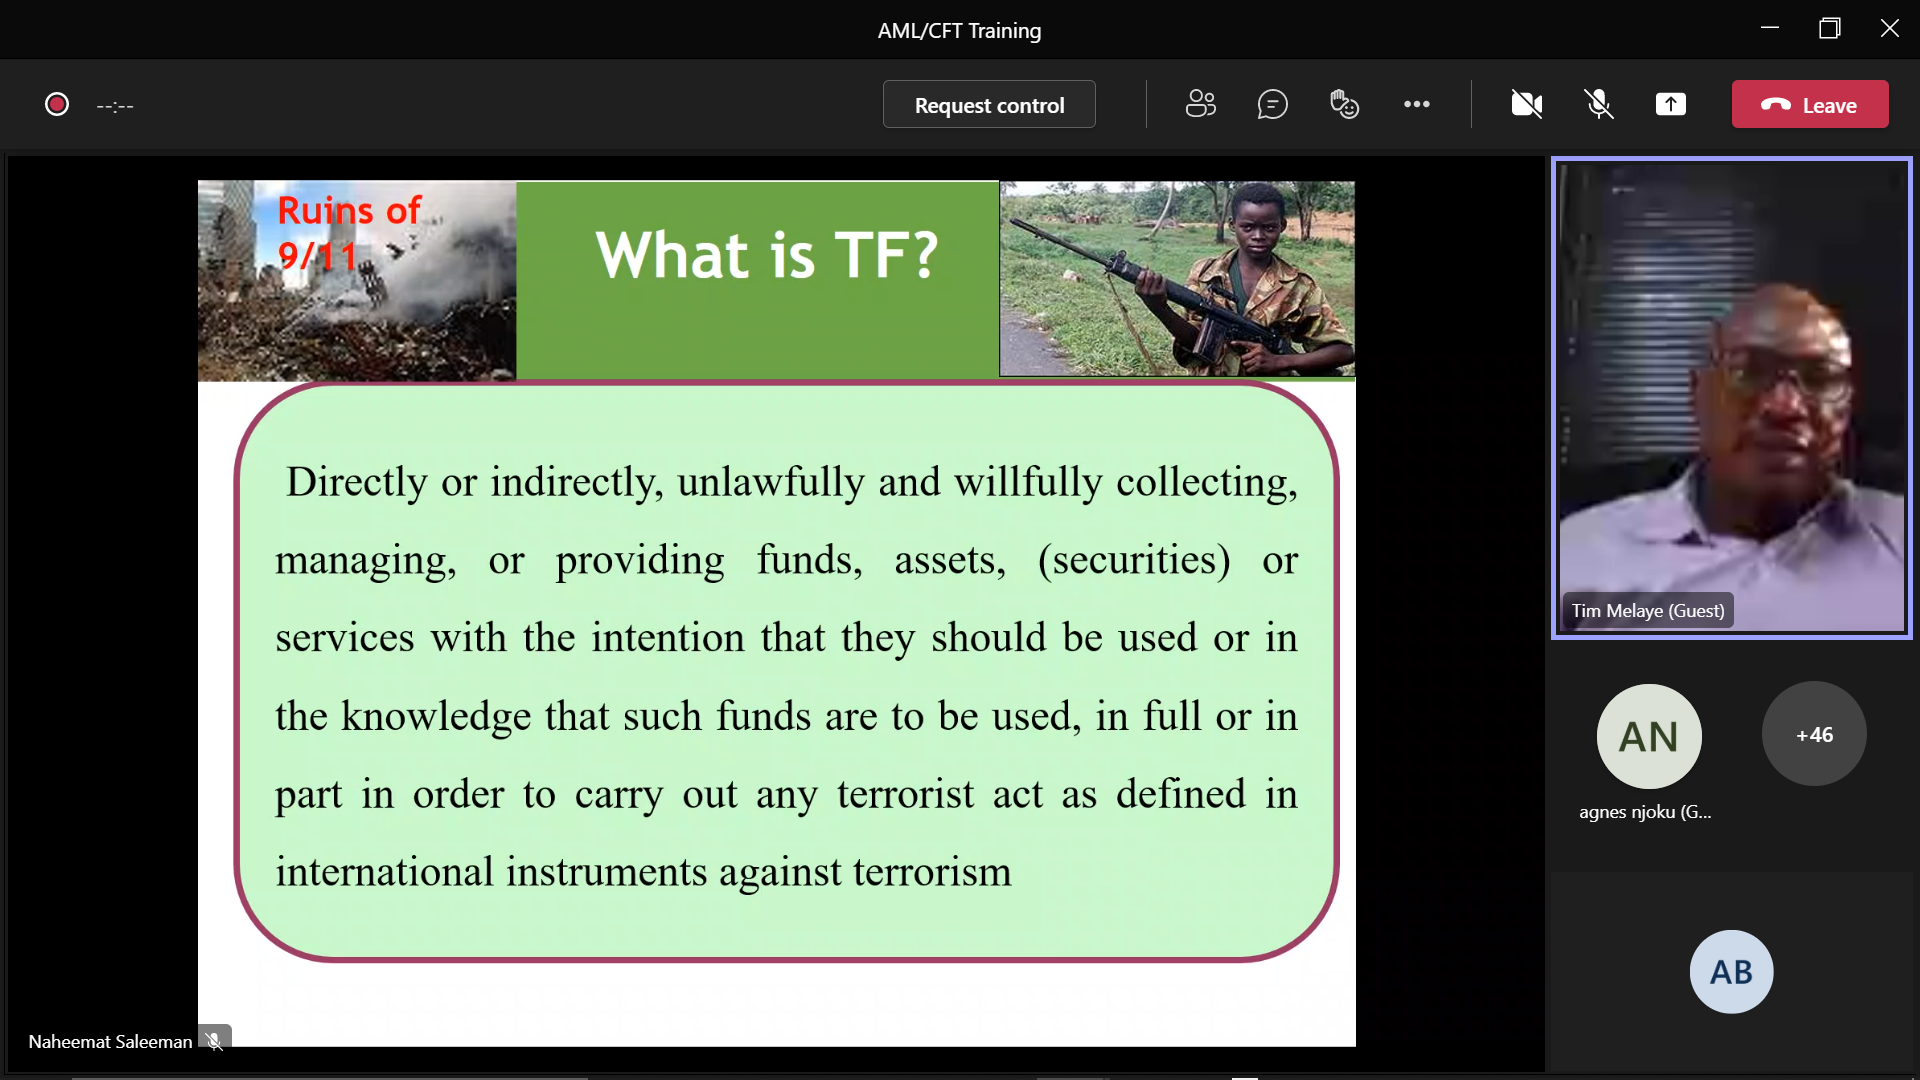 AML/CFT Training
--:--
Request control
Leave
Ruins of
9/11
What is TF?
Directly or indirectly, unlawfully and willfully collecting,
managing, or providing funds, assets, (securities) or
services with the intention that they should be used or in
the knowledge that such funds are to be used, in full or in
part in order to carry out any terrorist act as defined in
international instruments against terrorism
Tim Melaye (Guest)
AN
+46
agnes njoku (G...
AB
Naheemat Saleeman